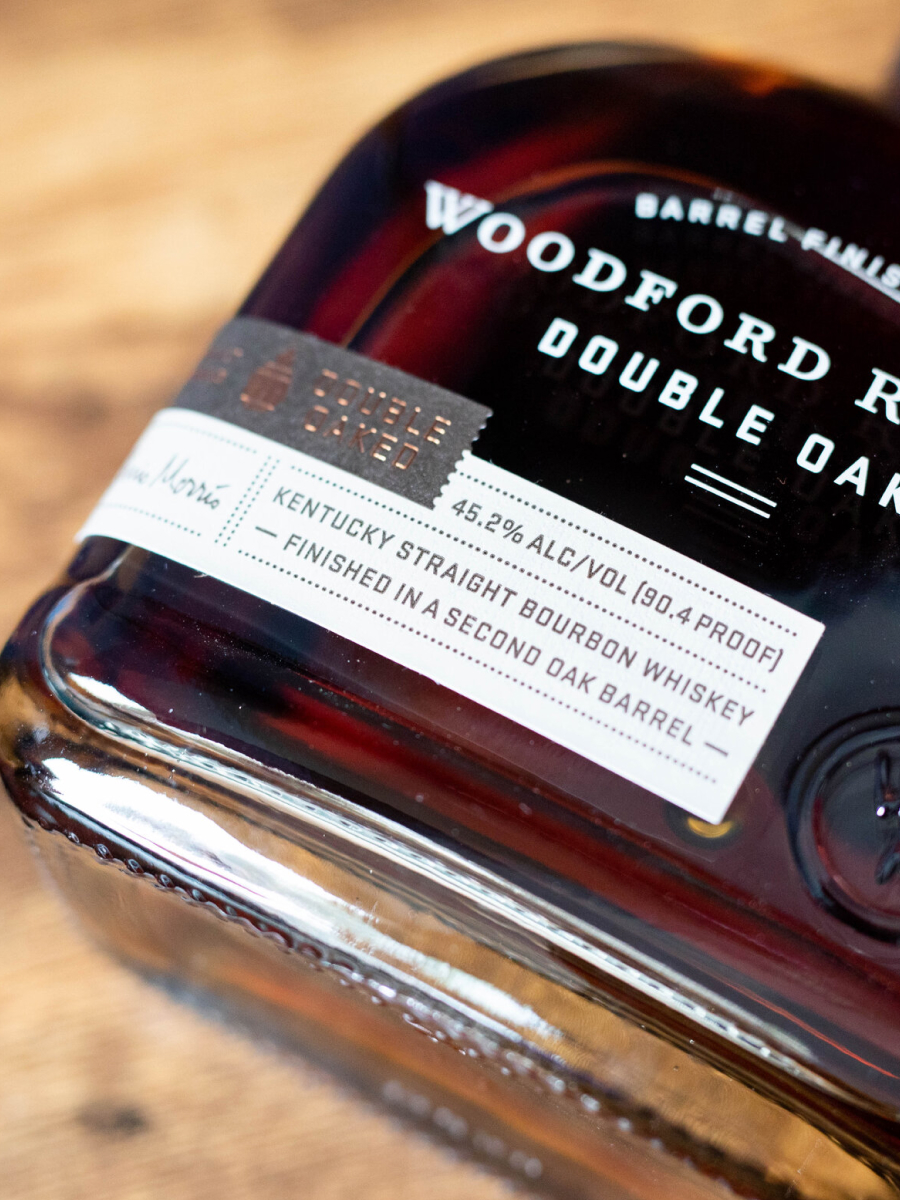 BARREL FINIS
WOODFORD R
DOUBLE OAK
DOUBLE
OAKED
Morris
45.2% ALC/VOL (90.4 PROOF)
KENTUCKY STRAIGHT BOURBON WHISKEY
— FINISHED IN A SECOND OAK BARREL —